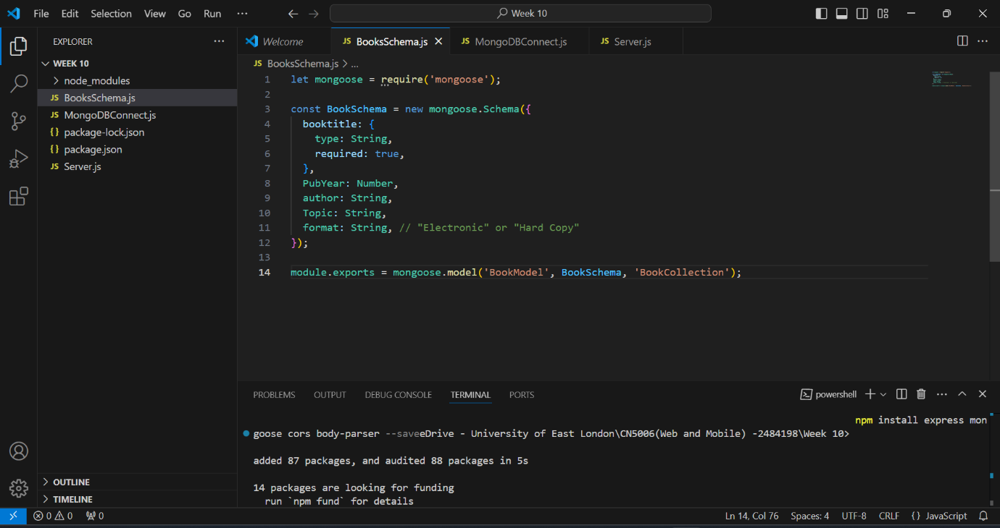 File Edit Selection View Go Run ··· Week 10
EXPLORER ···
WEEK 10
node_modules
JS BooksSchema.js
JS MongoDBConnect.js
{} package-lock.json
{} package.json
JS Server.js
OUTLINE
TIMELINE
Welcome JS BooksSchema.js JS MongoDBConnect.js JS Server.js
JS BooksSchema.js > ...
1 let mongoose = require('mongoose');
2
3 const BookSchema = new mongoose.Schema({
4 booktitle: {
5 type: String,
6 required: true,
7 },
8 PubYear: Number,
9 author: String,
10 Topic: String,
11 format: String, // "Electronic" or "Hard Copy"
12 });
13
14 module.exports = mongoose.model('BookModel', BookSchema, 'BookCollection');
PROBLEMS OUTPUT DEBUG CONSOLE TERMINAL PORTS powershell
npm install express mon
goose cors body-parser --saveeDrive - University of East London\CN5006(Web and Mobile) -2484198\Week 10>
added 87 packages, and audited 88 packages in 5s
14 packages are looking for funding
run `npm fund` for details
0 0 0 Ln 14, Col 76 Spaces: 4 UTF-8 CRLF {} JavaScript